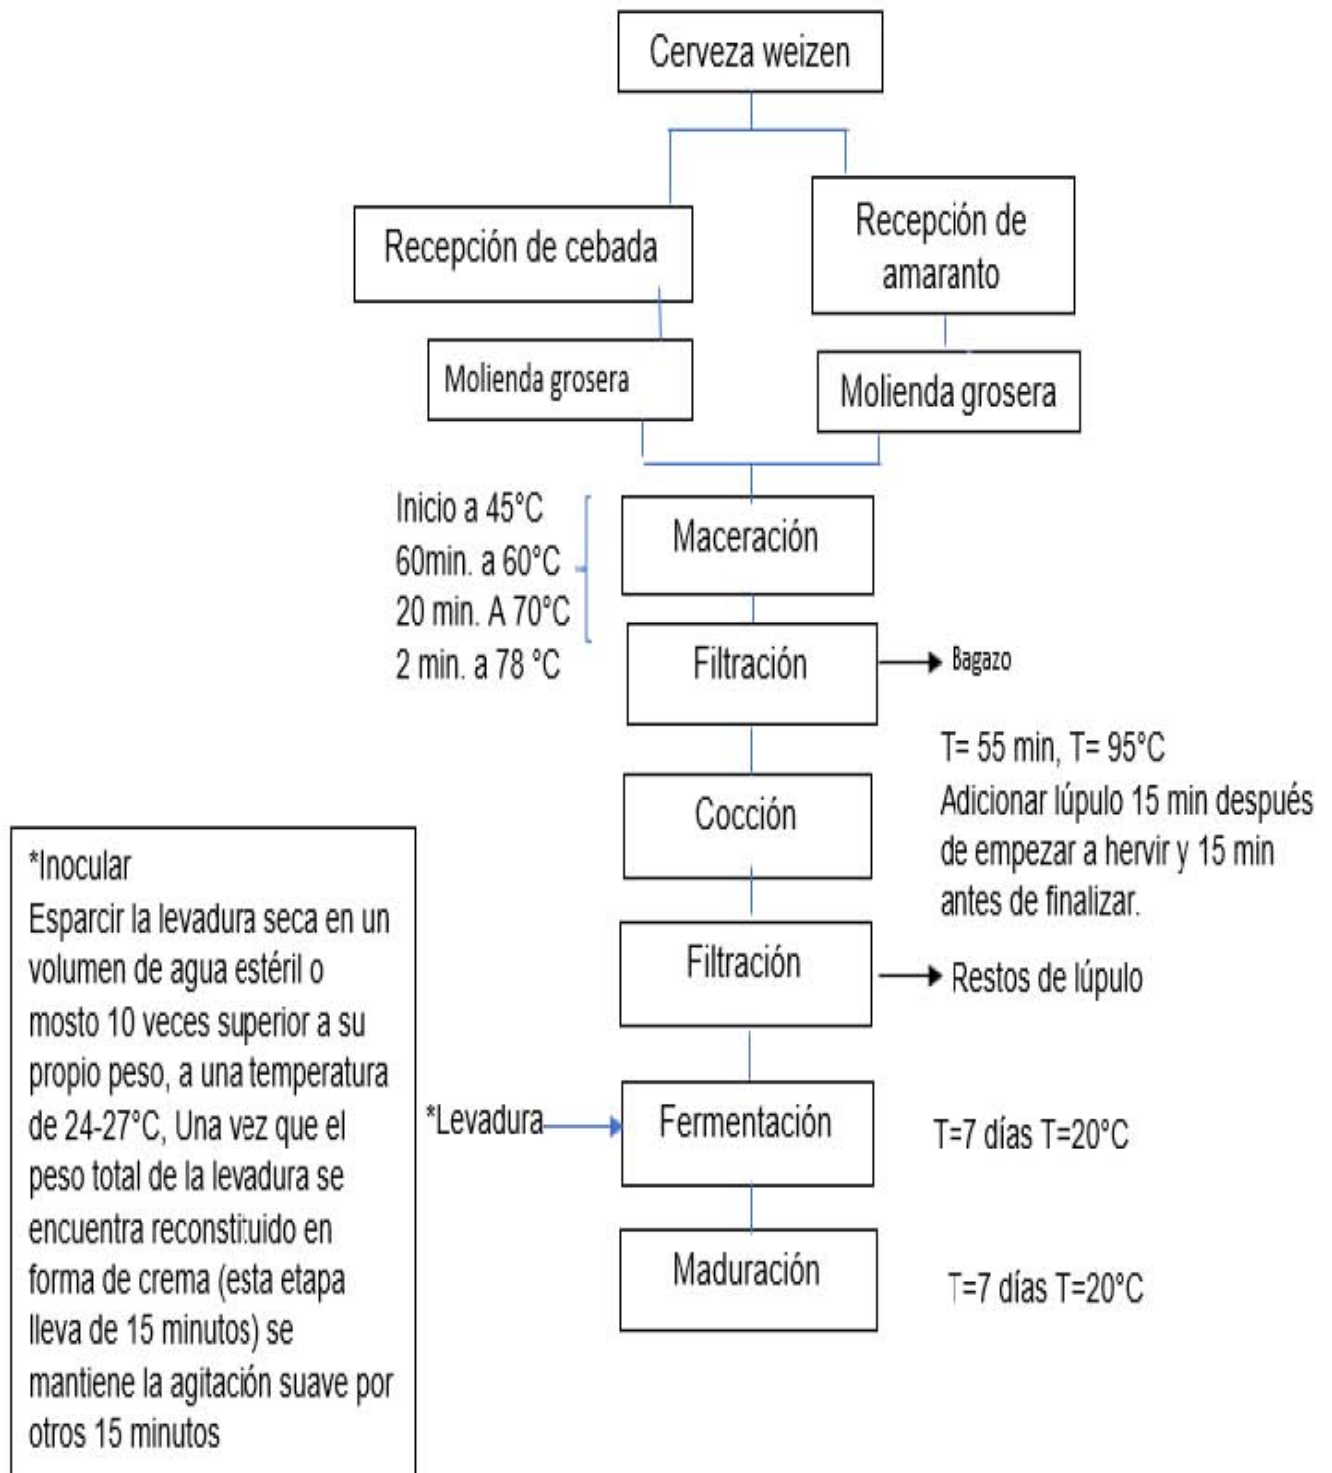 Cerveza weizen
Recepción de cebada
Recepción de
amaranto
Molienda grosera
Molienda grosera
Inicio a 45°C
60min. a 60°C
20 min. A 70°C
2 min. a 78 °C
Maceración
Filtración
Bagazo
Cocción
T= 55 min, T= 95°C
Adicionar lúpulo 15 min después
de empezar a hervir y 15 min
antes de finalizar.
Filtración
Restos de lúpulo
*Inocular
Esparcir la levadura seca en un
volumen de agua estéril o
mosto 10 veces superior a su
propio peso, a una temperatura
de 24-27°C, Una vez que el
peso total de la levadura se
encuentra reconstituido en
forma de crema (esta etapa
lleva de 15 minutos) se
mantiene la agitación suave por
otros 15 minutos
*Levadura
Fermentación
T=7 días T=20°C
Maduración
T=7 días T=20°C